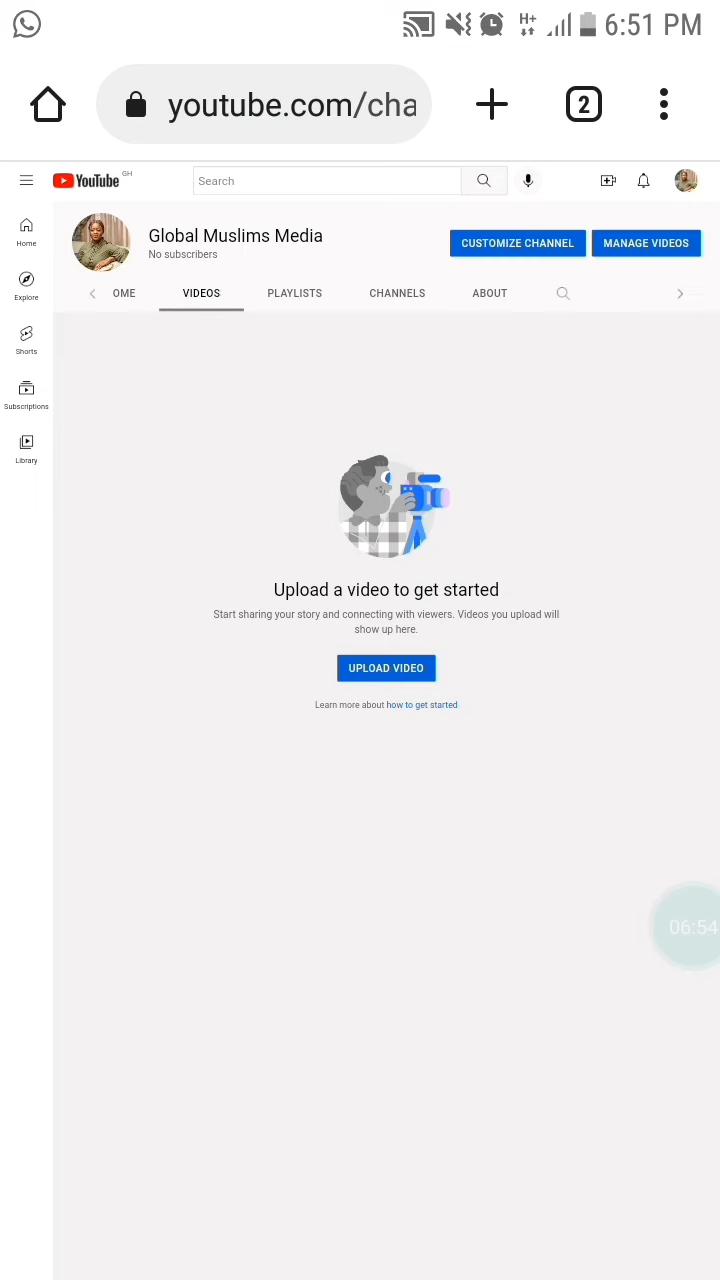 H+
6:51 PM
youtube.com/cha
2
YouTube GH
Search
Home
Explore
Shorts
Subscriptions
Library
Global Muslims Media
No subscribers
CUSTOMIZE CHANNEL
MANAGE VIDEOS
OME
VIDEOS
PLAYLISTS
CHANNELS
ABOUT
Upload a video to get started
Start sharing your story and connecting with viewers. Videos you upload will
show up here.
UPLOAD VIDEO
Learn more about how to get started
06:54